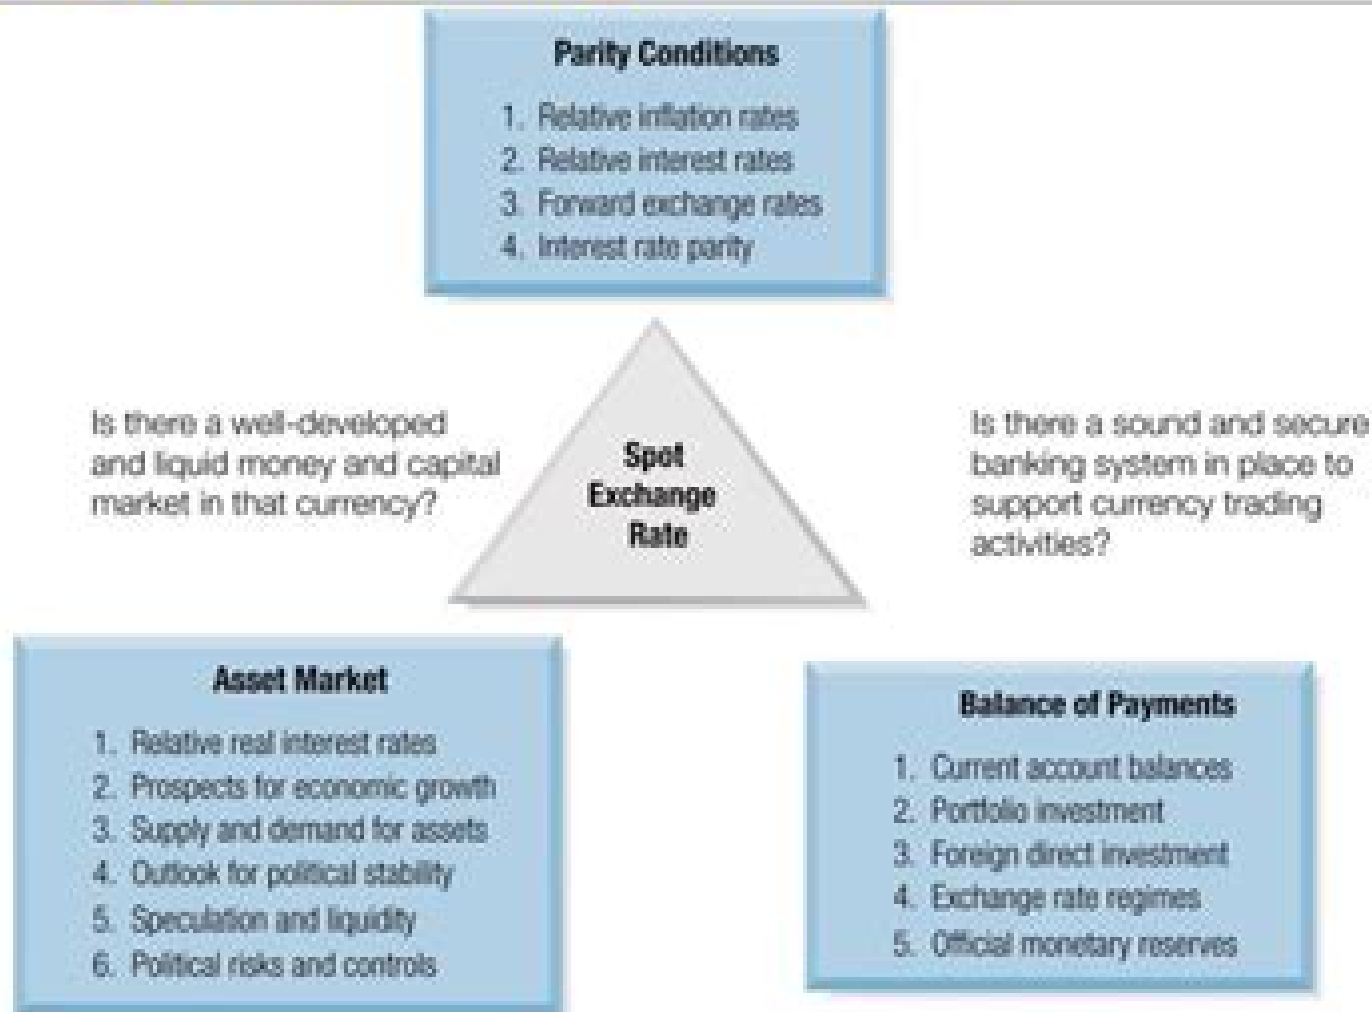 Parity Conditions
1. Relative inflation rates
2. Relative interest rates
3. Forward exchange rates
4. Interest rate parity
Is there a well-developed
and liquid money and capital
market in that currency?
Spot
Exchange
Rate
Is there a sound and secure
banking system in place to
support currency trading
activities?
Asset Market
1. Relative real interest rates
2. Prospects for economic growth
3. Supply and demand for assets
4. Outlook for political stability
5. Speculation and liquidity
6. Political risks and controls
Balance of Payments
1. Current account balances
2. Portfolio investment
3. Foreign direct investment
4. Exchange rate regimes
5. Official monetary reserves